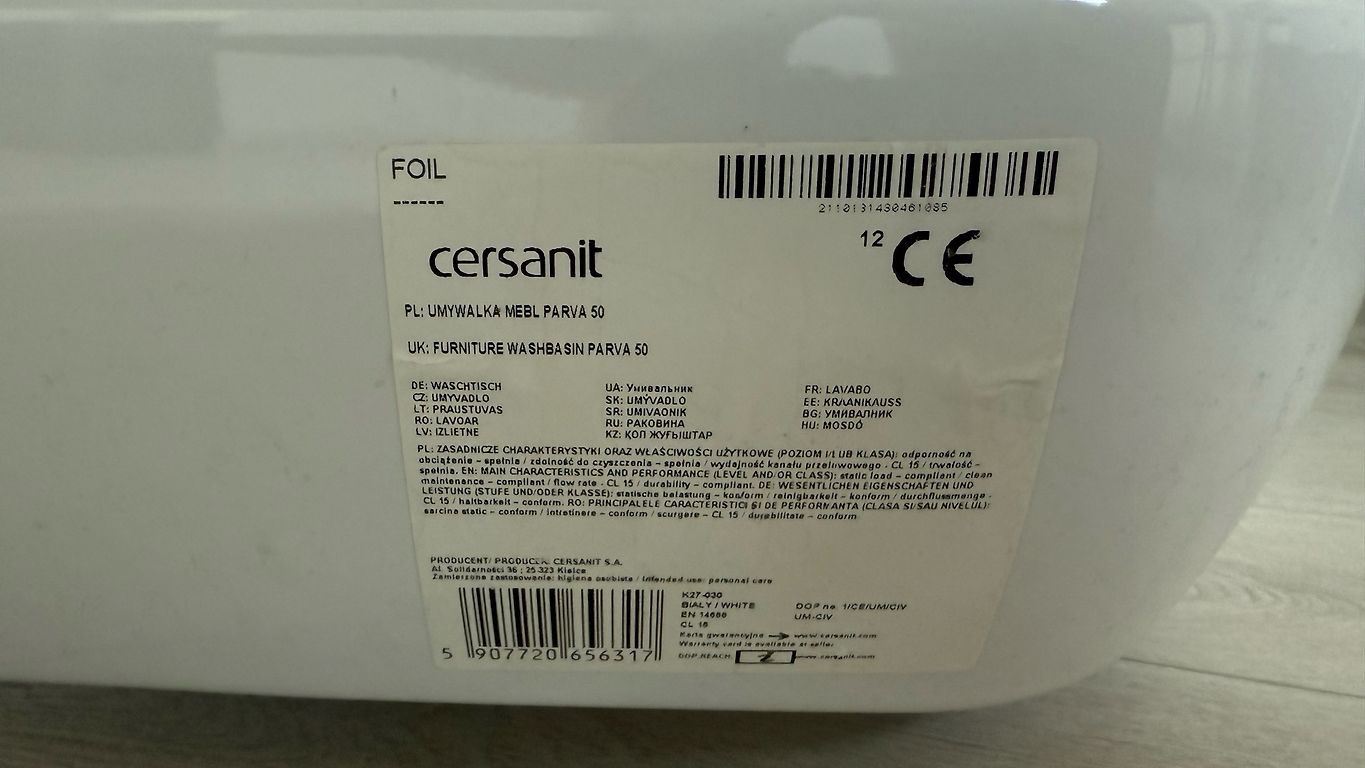 FOIL
------
2110131430461085
cersanit
12 CE
PL: UMYWALKA MEBL PARVA 50
UK: FURNITURE WASHBASIN PARVA 50
DE: WASCHTISCH
CZ: UMYVADLO
LT: PRAUSTUVAS
RO: LAVOAR
LV: IZLIETNE
UA: Умивальник
SK: UMÝVADLO
SR: UMIVAONIK
RU: РАКОВИНА
KZ: ҚОЛ ЖУҒЫШТАР
FR: LAVABO
EE: KRAANIKAUSS
BG: УМИВАЛНИК
HU: MOSDÓ
PL: ZASADNICZE CHARAKTERYSTYKI ORAZ WŁAŚCIWOŚCI UŻYTKOWE (POZIOM I/LUB KLASA): odporność na
obciążenie - spełnia / zdolność do czyszczenia - spełnia / wydajność kanału przelewowego - CL 15 / trwałość -
spełnia. EN: MAIN CHARACTERISTICS AND PERFORMANCE (LEVEL AND/OR CLASS): static load - compliant / clean
maintenance - compliant / flow rate - CL 15 / durability - compliant. DE: WESENTLICHEN EIGENSCHAFTEN UND
LEISTUNG (STUFE UND/ODER KLASSE): statische belastung - konform / reinigbarkeit - konform / durchflussmenge -
CL 15 / haltbarkeit - conform. RO: PRINCIPALELE CARACTERISTICI ȘI DE PERFORMANTA (CLASA SI/SAU NIVELUL):
sarcina static - conform / intretinere - conform / scurgere - CL 15 / durabilitate - conform
PRODUCENT/ PRODUCER: CERSANIT S.A.
Al. Solidarności 36 ; 25-323 Kielce
Zamierzone zastosowanie: higiena osobista / Intended use: personal care
5 907720 656317
K27-030
BIAŁY / WHITE
EN 14688
CL 15
DOP no 1/CE/UM/CIV
UM-CIV
Karta gwarancyjna → www.cersanit.com
Warranty card is available at seller
DOP, REACH www.cersanit.com